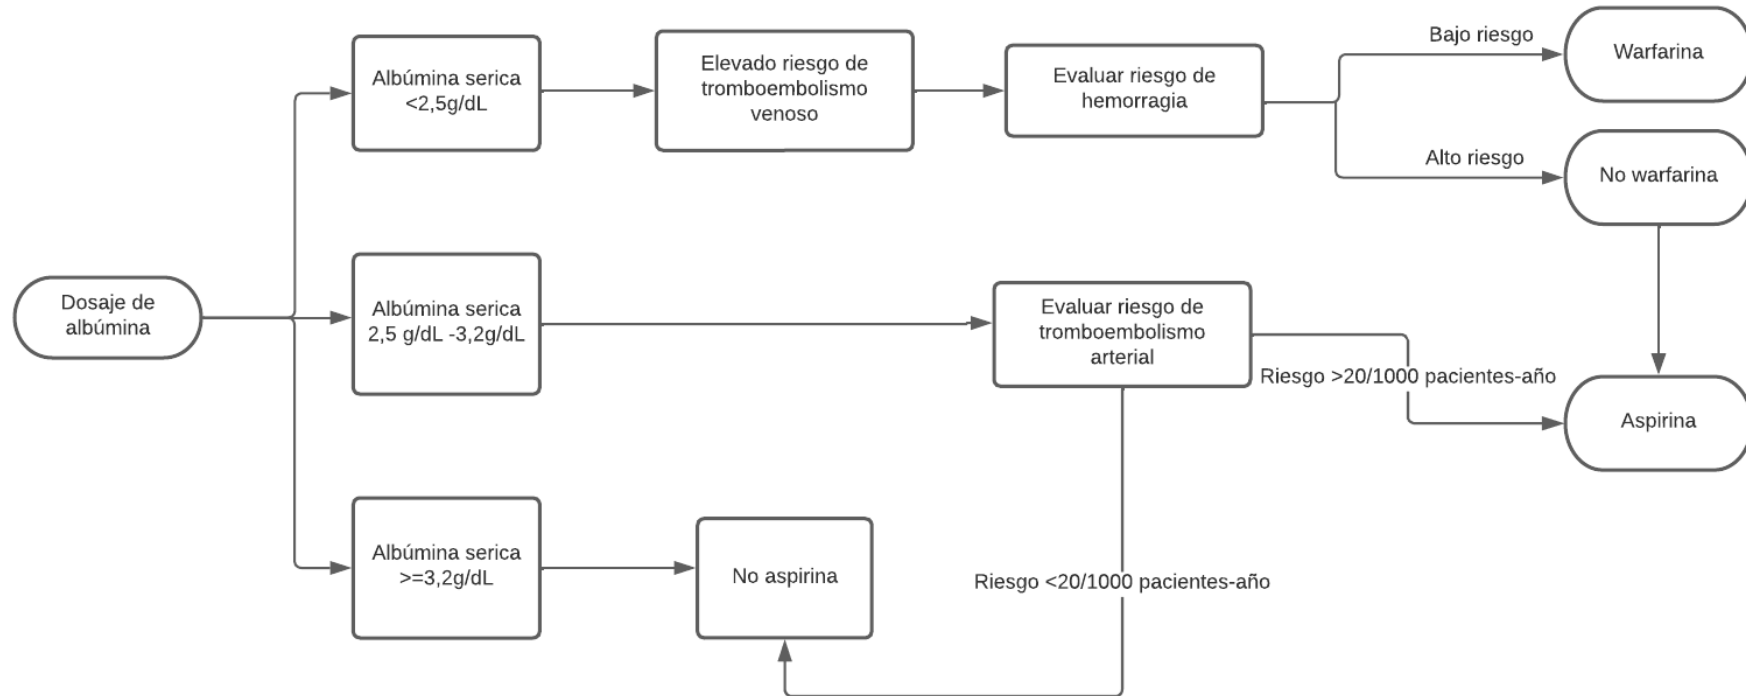 Albúmina serica
<2,5g/dL
Elevado riesgo de
tromboembolismo
venoso
Evaluar riesgo de
hemorragia
Bajo riesgo
Warfarina
Alto riesgo
No warfarina
Dosaje de
albúmina
Albúmina serica
2,5 g/dL -3,2g/dL
Evaluar riesgo de
tromboembolismo
arterial
Riesgo >20/1000 pacientes-año
Aspirina
Albúmina serica
>=3,2g/dL
No aspirina
Riesgo <20/1000 pacientes-año